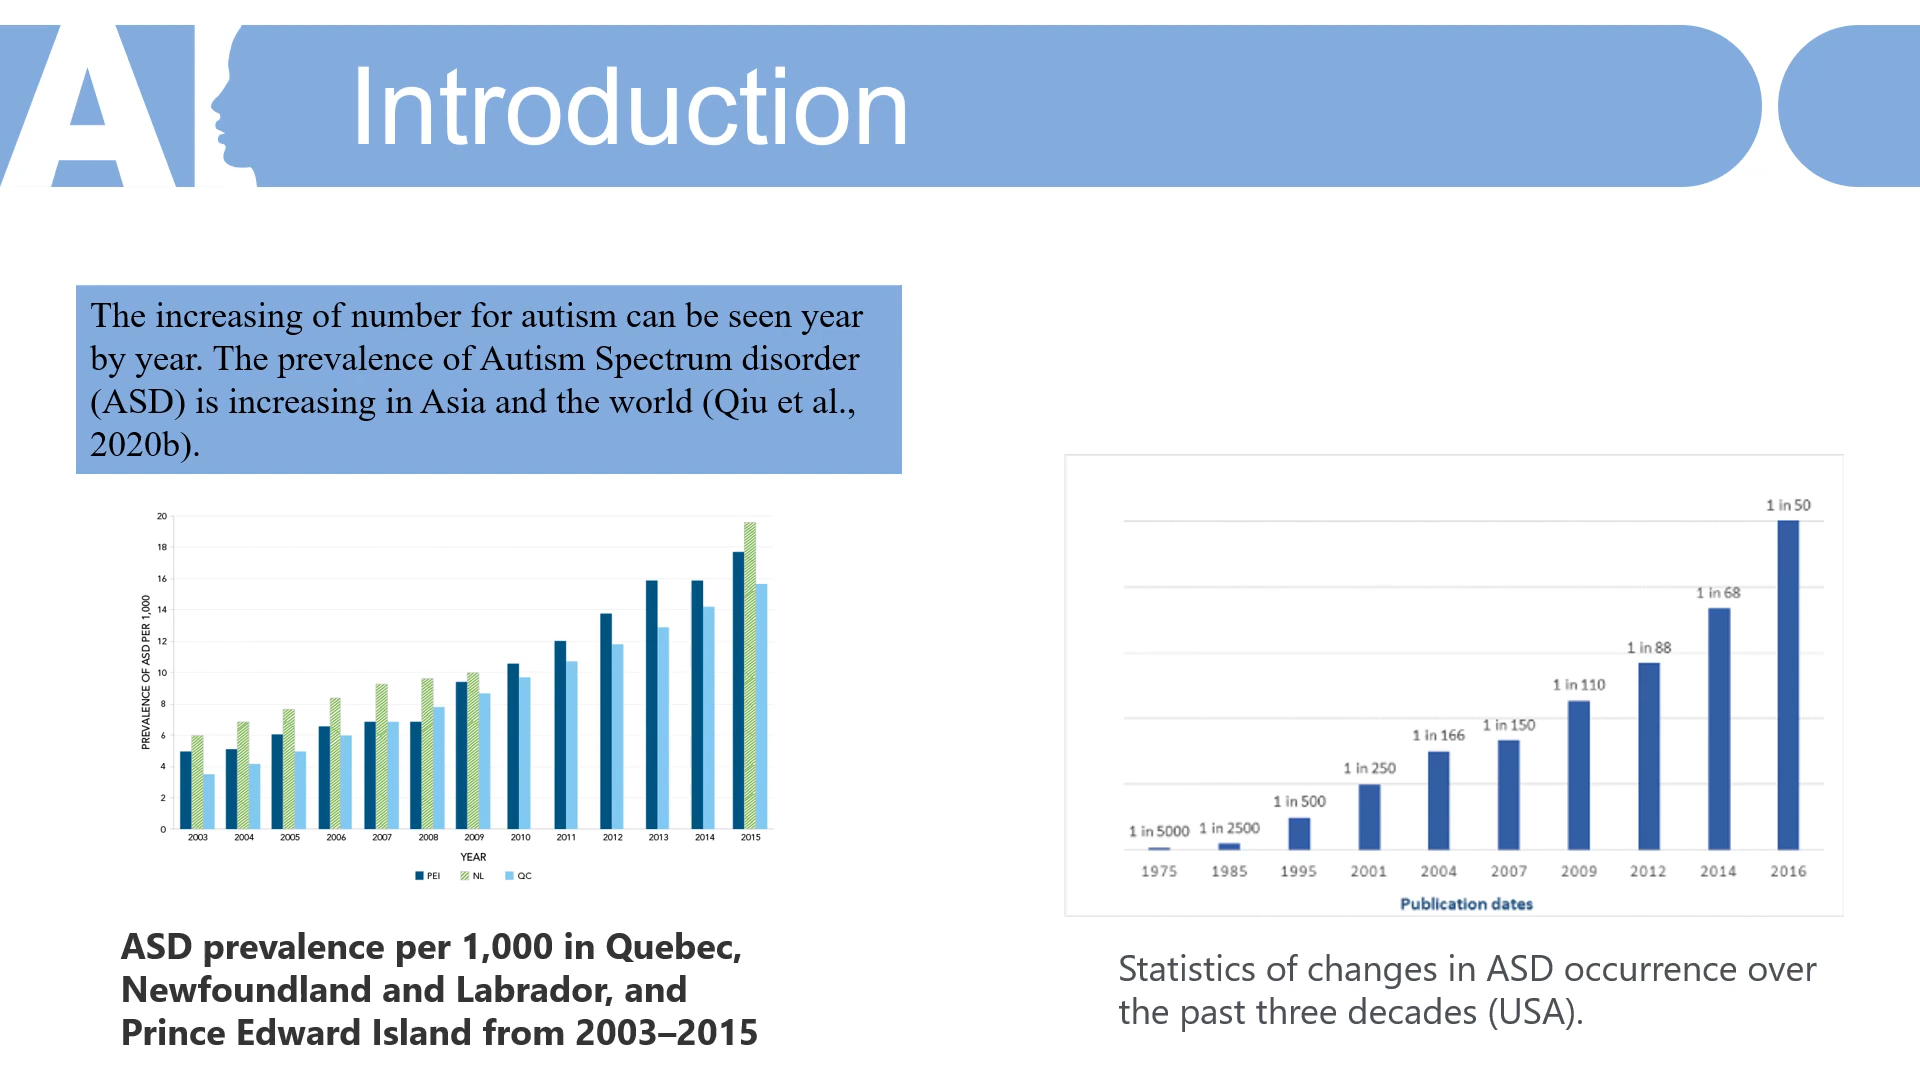 AI
Introduction
The increasing of number for autism can be seen year
by year. The prevalence of Autism Spectrum disorder
(ASD) is increasing in Asia and the world (Qiu et al.,
2020b).
PREVALENCE OF ASD PER 1,000
20
18
16
14
12
10
8
6
4
2
0
2003 2004 2005 2006 2007 2008 2009 2010 2011 2012 2013 2014 2015
YEAR
PEI NL QC
ASD prevalence per 1,000 in Quebec,
Newfoundland and Labrador, and
Prince Edward Island from 2003–2015
1 in 5000 1 in 2500 1 in 500 1 in 250 1 in 166 1 in 150 1 in 110 1 in 88 1 in 68 1 in 50
1975 1985 1995 2001 2004 2007 2009 2012 2014 2016
Publication dates
Statistics of changes in ASD occurrence over
the past three decades (USA).